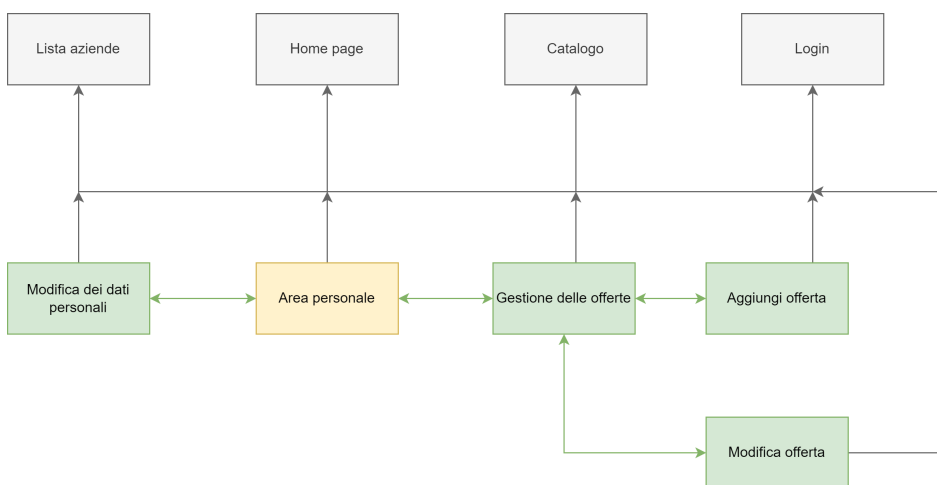 Lista aziende
Home page
Catalogo
Login
Modifica dei dati
personali
Area personale
Gestione delle offerte
Aggiungi offerta
Modifica offerta